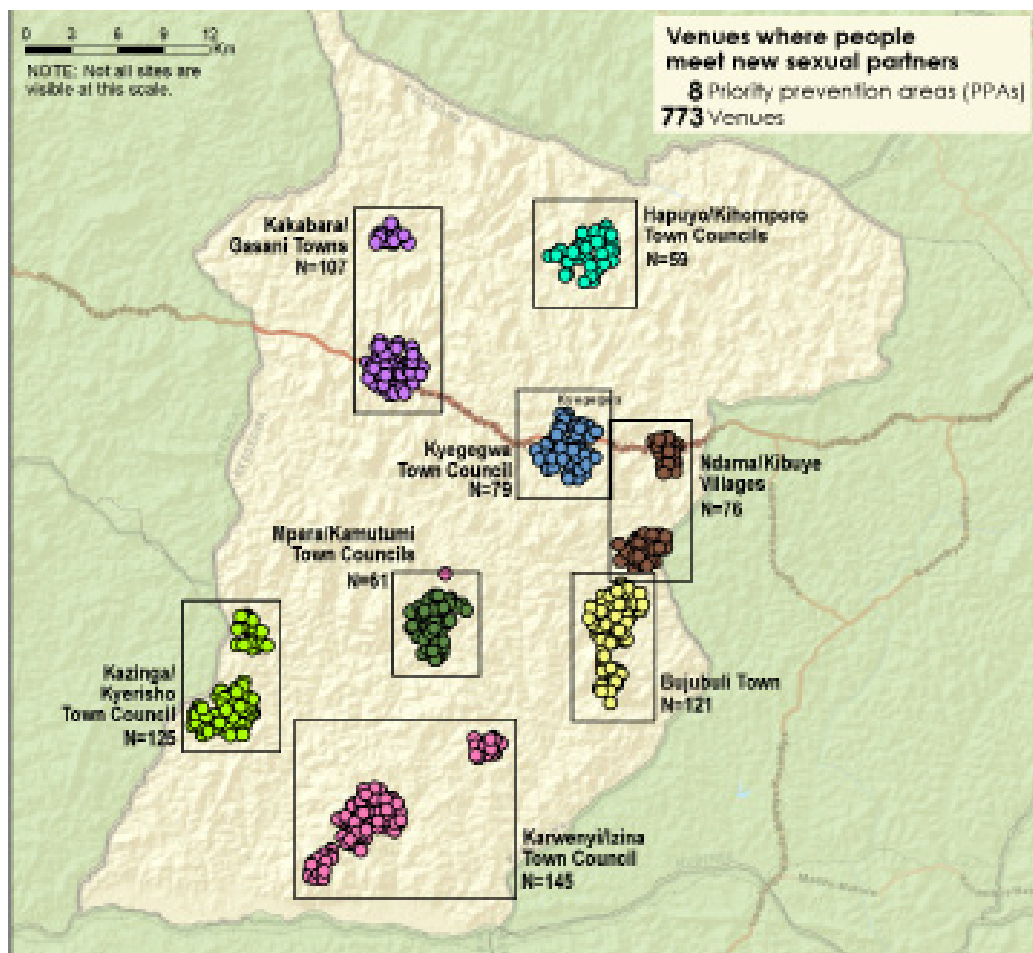 0 3 6 9 12
Km
NOTE: Not all sites are
visible at this scale.
Venues where people
meet new sexual partners
8 Priority prevention areas (PPAs)
773 Venues
Kakabara/
Gasani Towns
N=107
Hapuyo/Kihomporo
Town Councils
N=59
Kyegegwa
Kyegegwa
Town Council
N=79
Ndama/Kibuye
Villages
N=76
Npara/Kamutumi
Town Councils
N=61
Kazinga/
Kyerisho
Town Council
N=125
Bujubuli Town
N=121
Karwenyi/Izina
Town Council
N=145